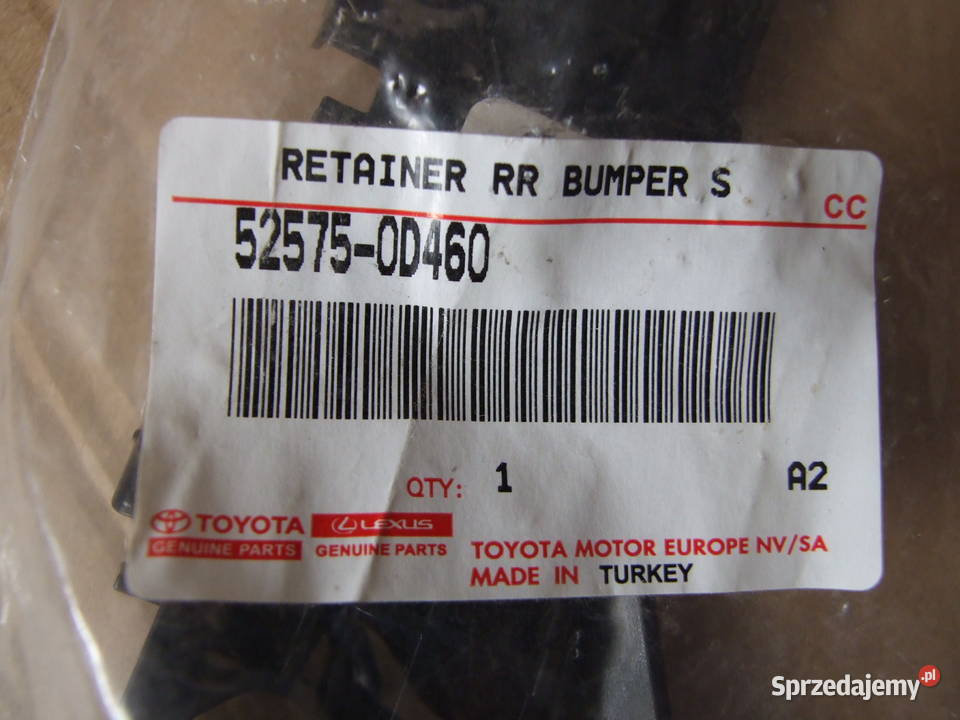 RETAINER RR BUMPER S
CC
52575-0D460
QTY: 1
A2
TOYOTA
GENUINE PARTS
LEXUS
GENUINE PARTS
TOYOTA MOTOR EUROPE NV/SA
MADE IN TURKEY
Sprzedajemy.pl